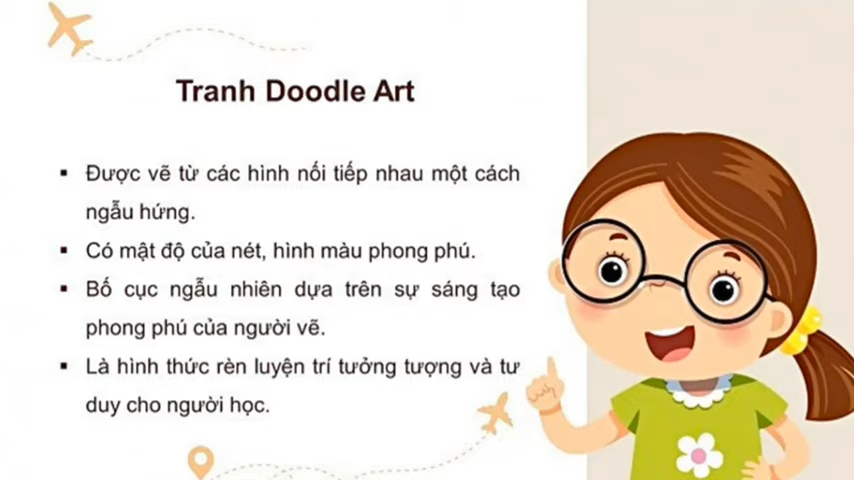 Tranh Doodle Art
▪ Được vẽ từ các hình nối tiếp nhau một cách
ngẫu hứng.
▪ Có mật độ của nét, hình màu phong phú.
▪ Bố cục ngẫu nhiên dựa trên sự sáng tạo
phong phú của người vẽ.
▪ Là hình thức rèn luyện trí tưởng tượng và tư
duy cho người học.